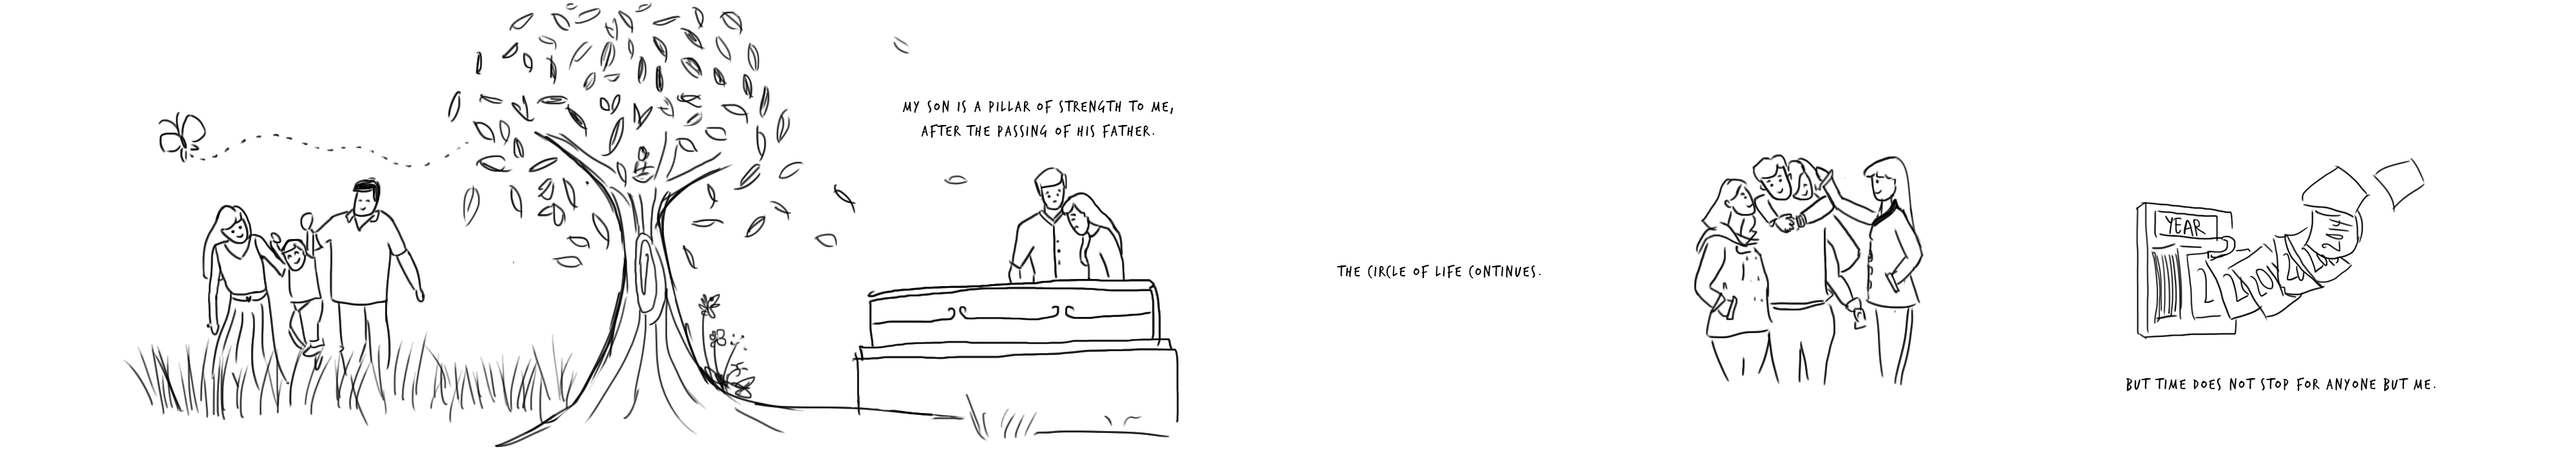 MY SON IS A PILLAR OF STRENGTH TO ME,
AFTER THE PASSING OF HIS FATHER.
THE CIRCLE OF LIFE CONTINUES.
YEAR
BUT TIME DOES NOT STOP FOR ANYONE BUT ME.